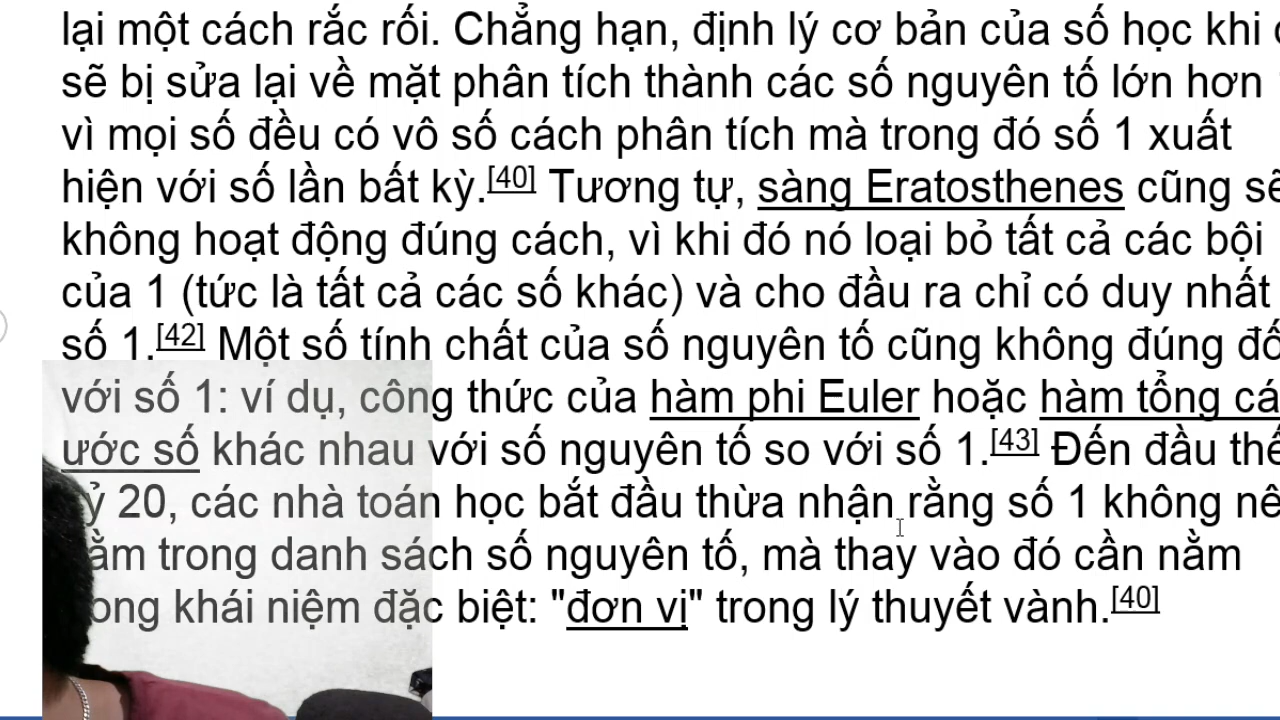 lại một cách rắc rối. Chẳng hạn, định lý cơ bản của số học khi
sẽ bị sửa lại về mặt phân tích thành các số nguyên tố lớn hơn
vì mọi số đều có vô số cách phân tích mà trong đó số 1 xuất
hiện với số lần bất kỳ.[40] Tương tự, sàng Eratosthenes cũng sẽ
không hoạt động đúng cách, vì khi đó nó loại bỏ tất cả các bội
của 1 (tức là tất cả các số khác) và cho đầu ra chỉ có duy nhất
số 1.[42] Một số tính chất của số nguyên tố cũng không đúng
với số 1: ví dụ, công thức của hàm phi Euler hoặc hàm tổng
ước số khác nhau với số nguyên tố so với số 1.[43] Đến đầu thế
20, các nhà toán học bắt đầu thừa nhận rằng số 1 không
trong danh sách số nguyên tố, mà thay vào đó cần nằm
khái niệm đặc biệt: "đơn vị" trong lý thuyết vành.[40]